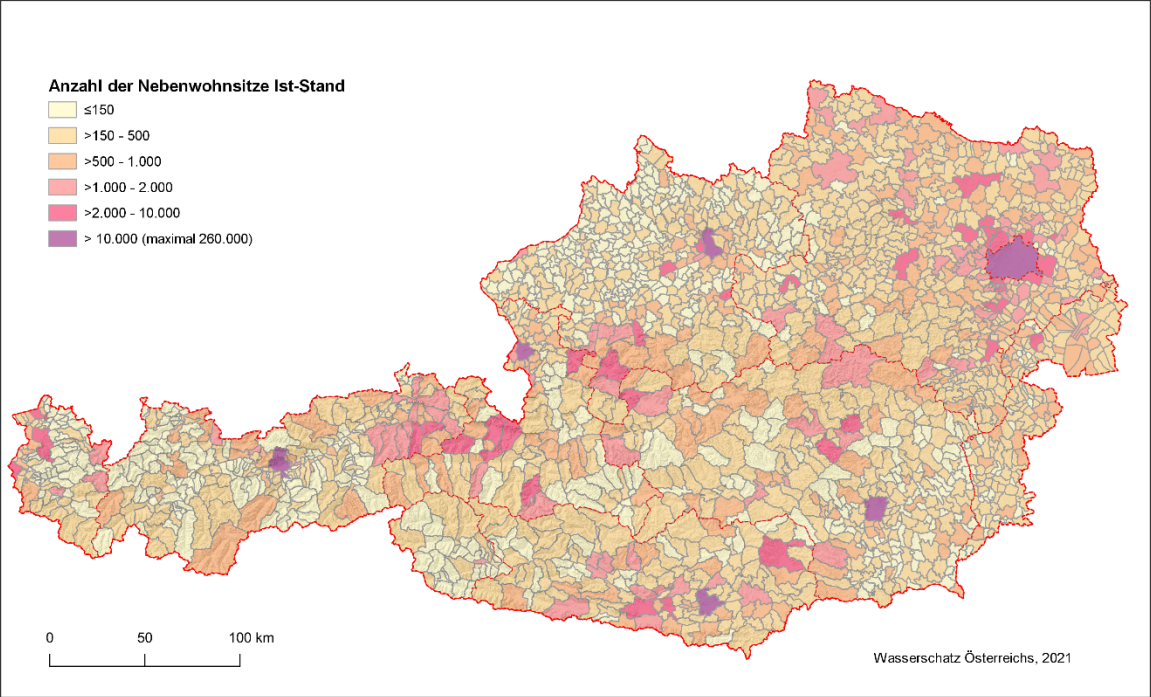 Anzahl der Nebenwohnsitze Ist-Stand
≤150
>150 - 500
>500 - 1.000
>1.000 - 2.000
>2.000 - 10.000
> 10.000 (maximal 260.000)
0 50 100 km
Wasserschatz Österreichs, 2021